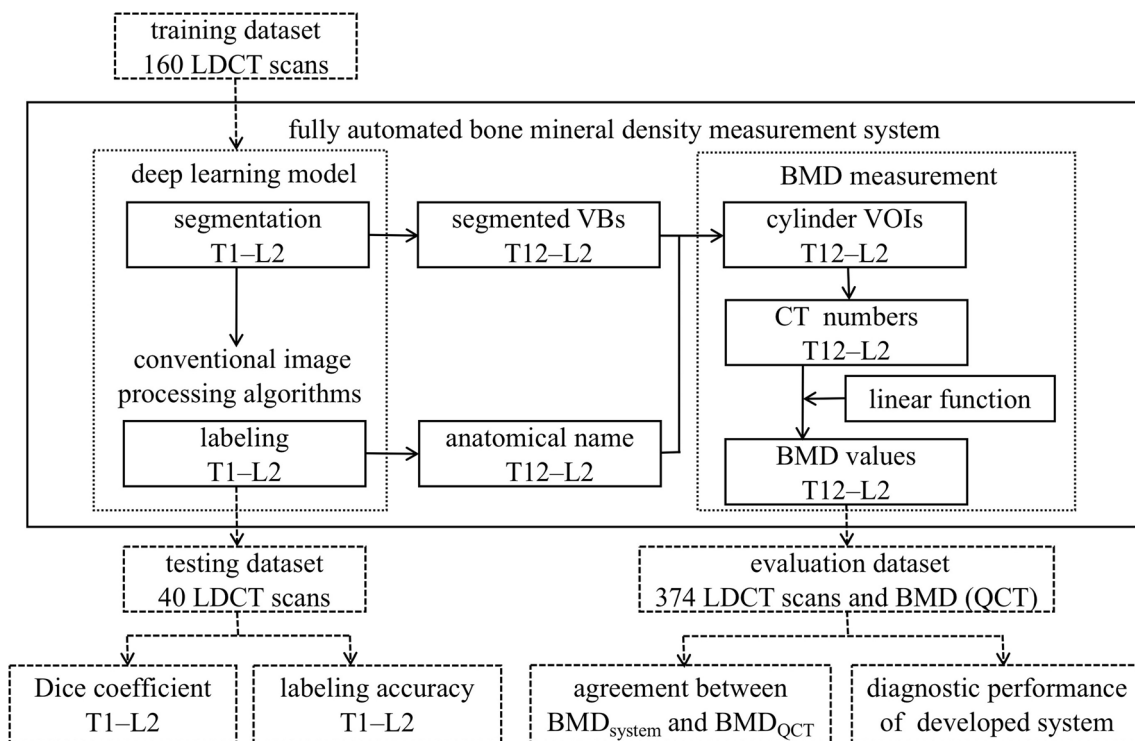 training dataset
160 LDCT scans
fully automated bone mineral density measurement system
deep learning model
segmentation
T1–L2
conventional image
processing algorithms
labeling
T1–L2
segmented VBs
T12–L2
anatomical name
T12–L2
BMD measurement
cylinder VOIs
T12–L2
CT numbers
T12–L2
linear function
BMD values
T12–L2
testing dataset
40 LDCT scans
evaluation dataset
374 LDCT scans and BMD (QCT)
Dice coefficient
T1–L2
labeling accuracy
T1–L2
agreement between
BMDsystem and BMDQCT
diagnostic performance
of developed system